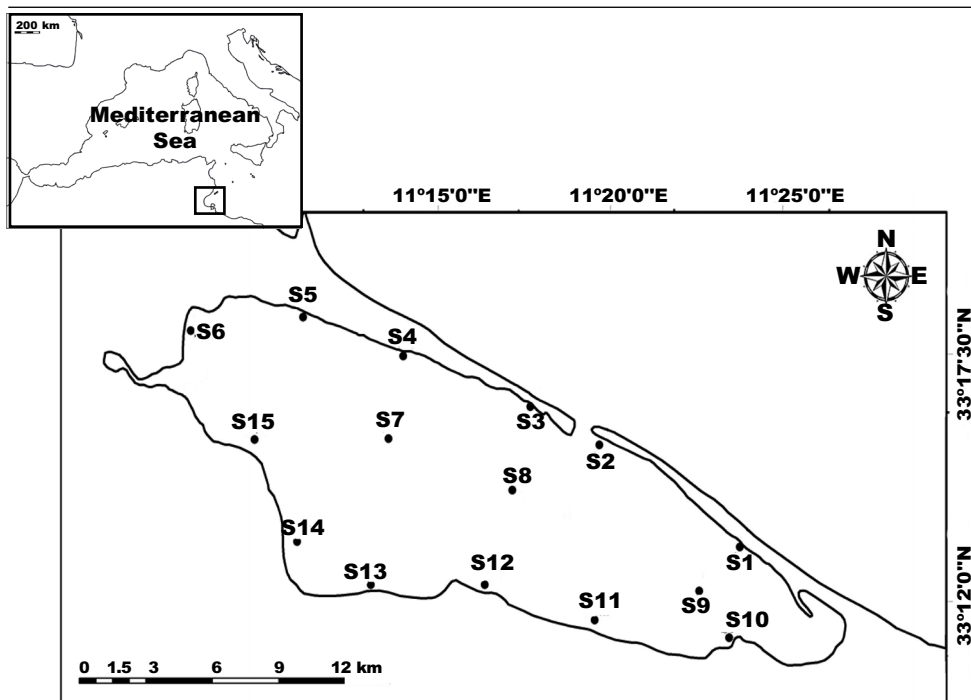 200 km
Mediterranean
Sea
11°15'0"E 11°20'0"E 11°25'0"E
N
W E
S
S5
S6
S4
33°17'30"N
S3
S15 S7
S2
S8
S14
S1
S13 S12
S9
33°12'0"N
S11
S10
0 1.5 3 6 9 12 km